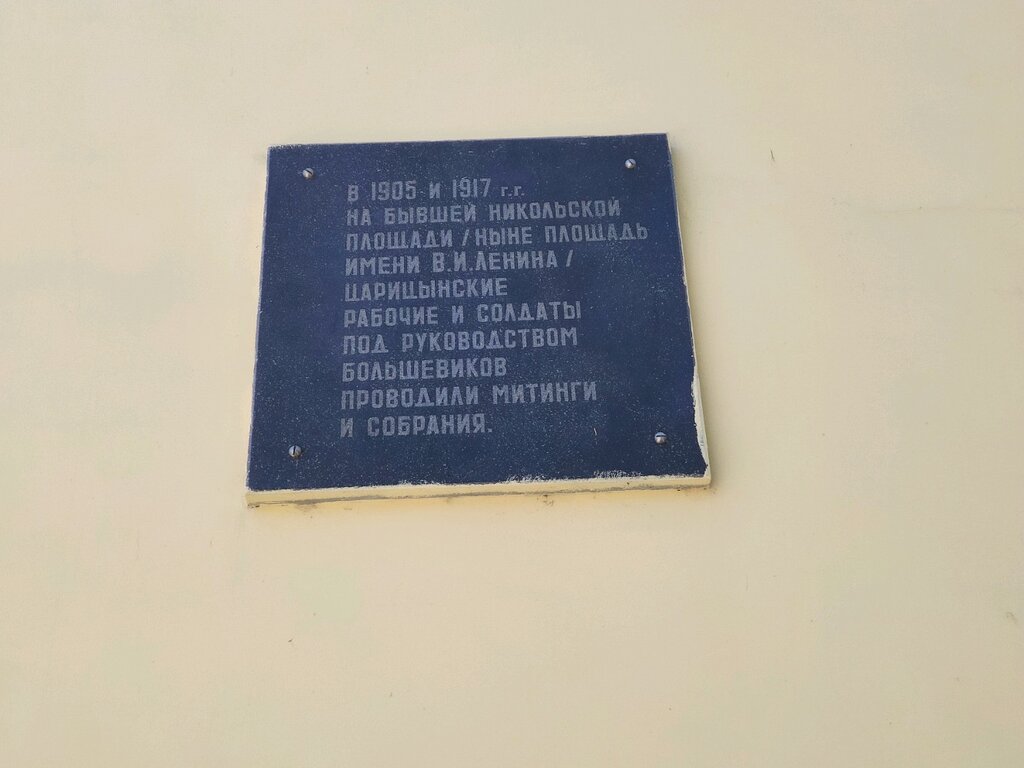 В 1905 И 1917 г.г.
НА БЫВШЕЙ НИКОЛЬСКОЙ
ПЛОЩАДИ /НЫНЕ ПЛОЩАДЬ
ИМЕНИ В.И.ЛЕНИНА/
ЦАРИЦЫНСКИЕ
РАБОЧИЕ И СОЛДАТЫ
ПОД РУКОВОДСТВОМ
БОЛЬШЕВИКОВ
ПРОВОДИЛИ МИТИНГИ
И СОБРАНИЯ.